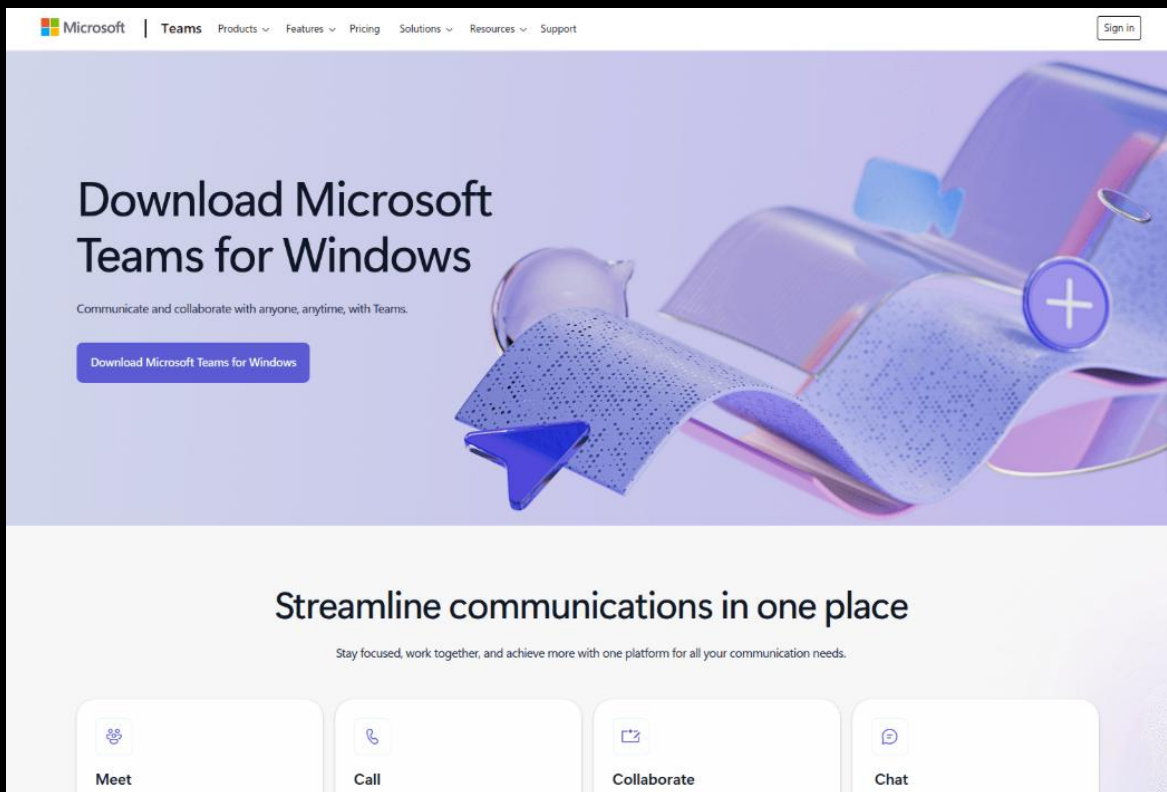 Microsoft Teams Products Features Pricing Solutions Resources Support Sign in
Download Microsoft
Teams for Windows
Communicate and collaborate with anyone, anytime, with Teams.
Download Microsoft Teams for Windows
Streamline communications in one place
Stay focused, work together, and achieve more with one platform for all your communication needs.
Meet Call Collaborate Chat